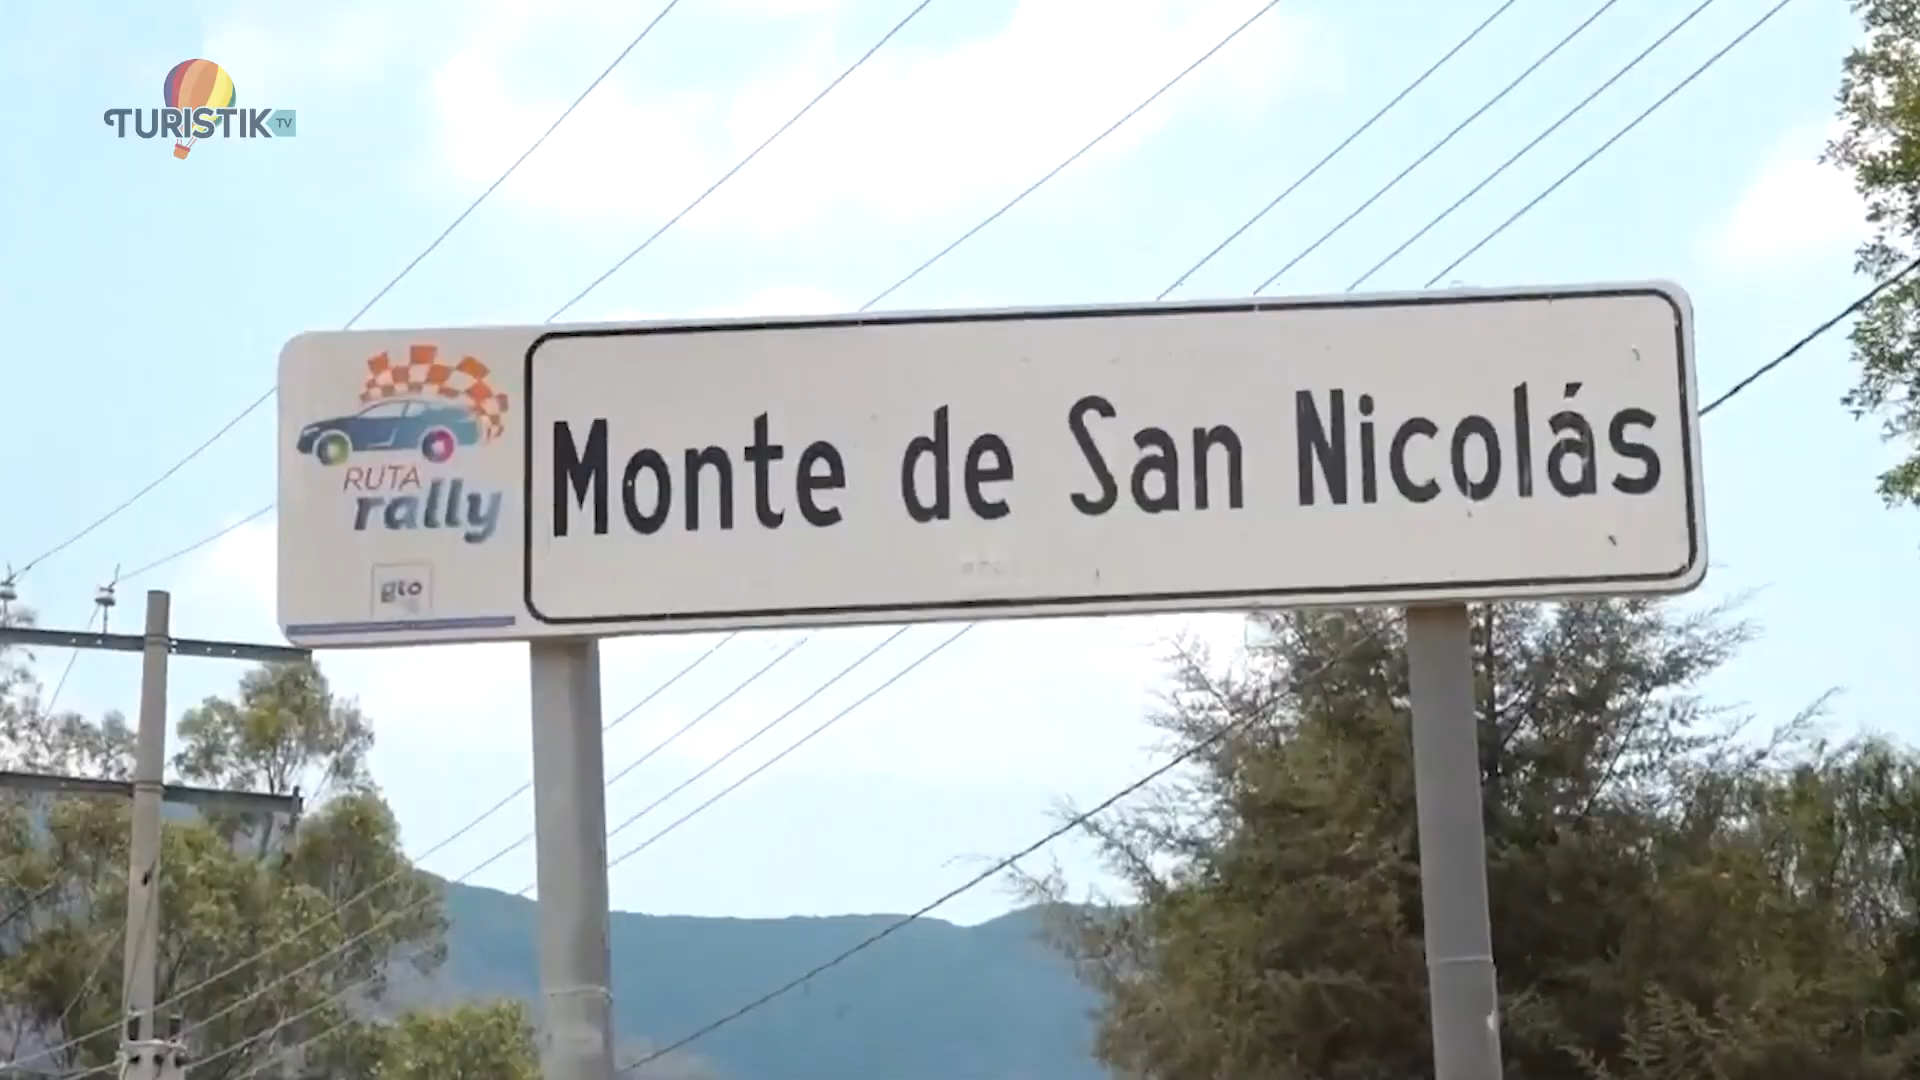 TURISTIK TV
RUTA
rally
gto
Monte de San Nicolás